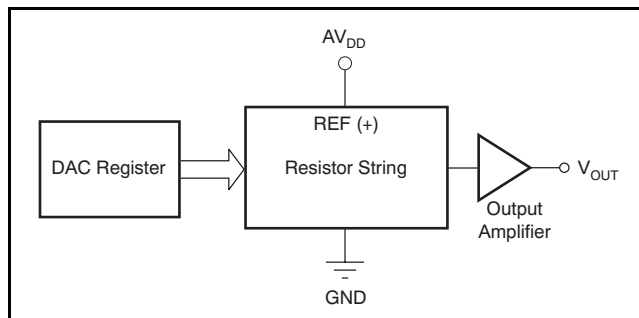 AVDD
REF (+)
DAC Register
Resistor String
VOUT
Output
Amplifier
GND